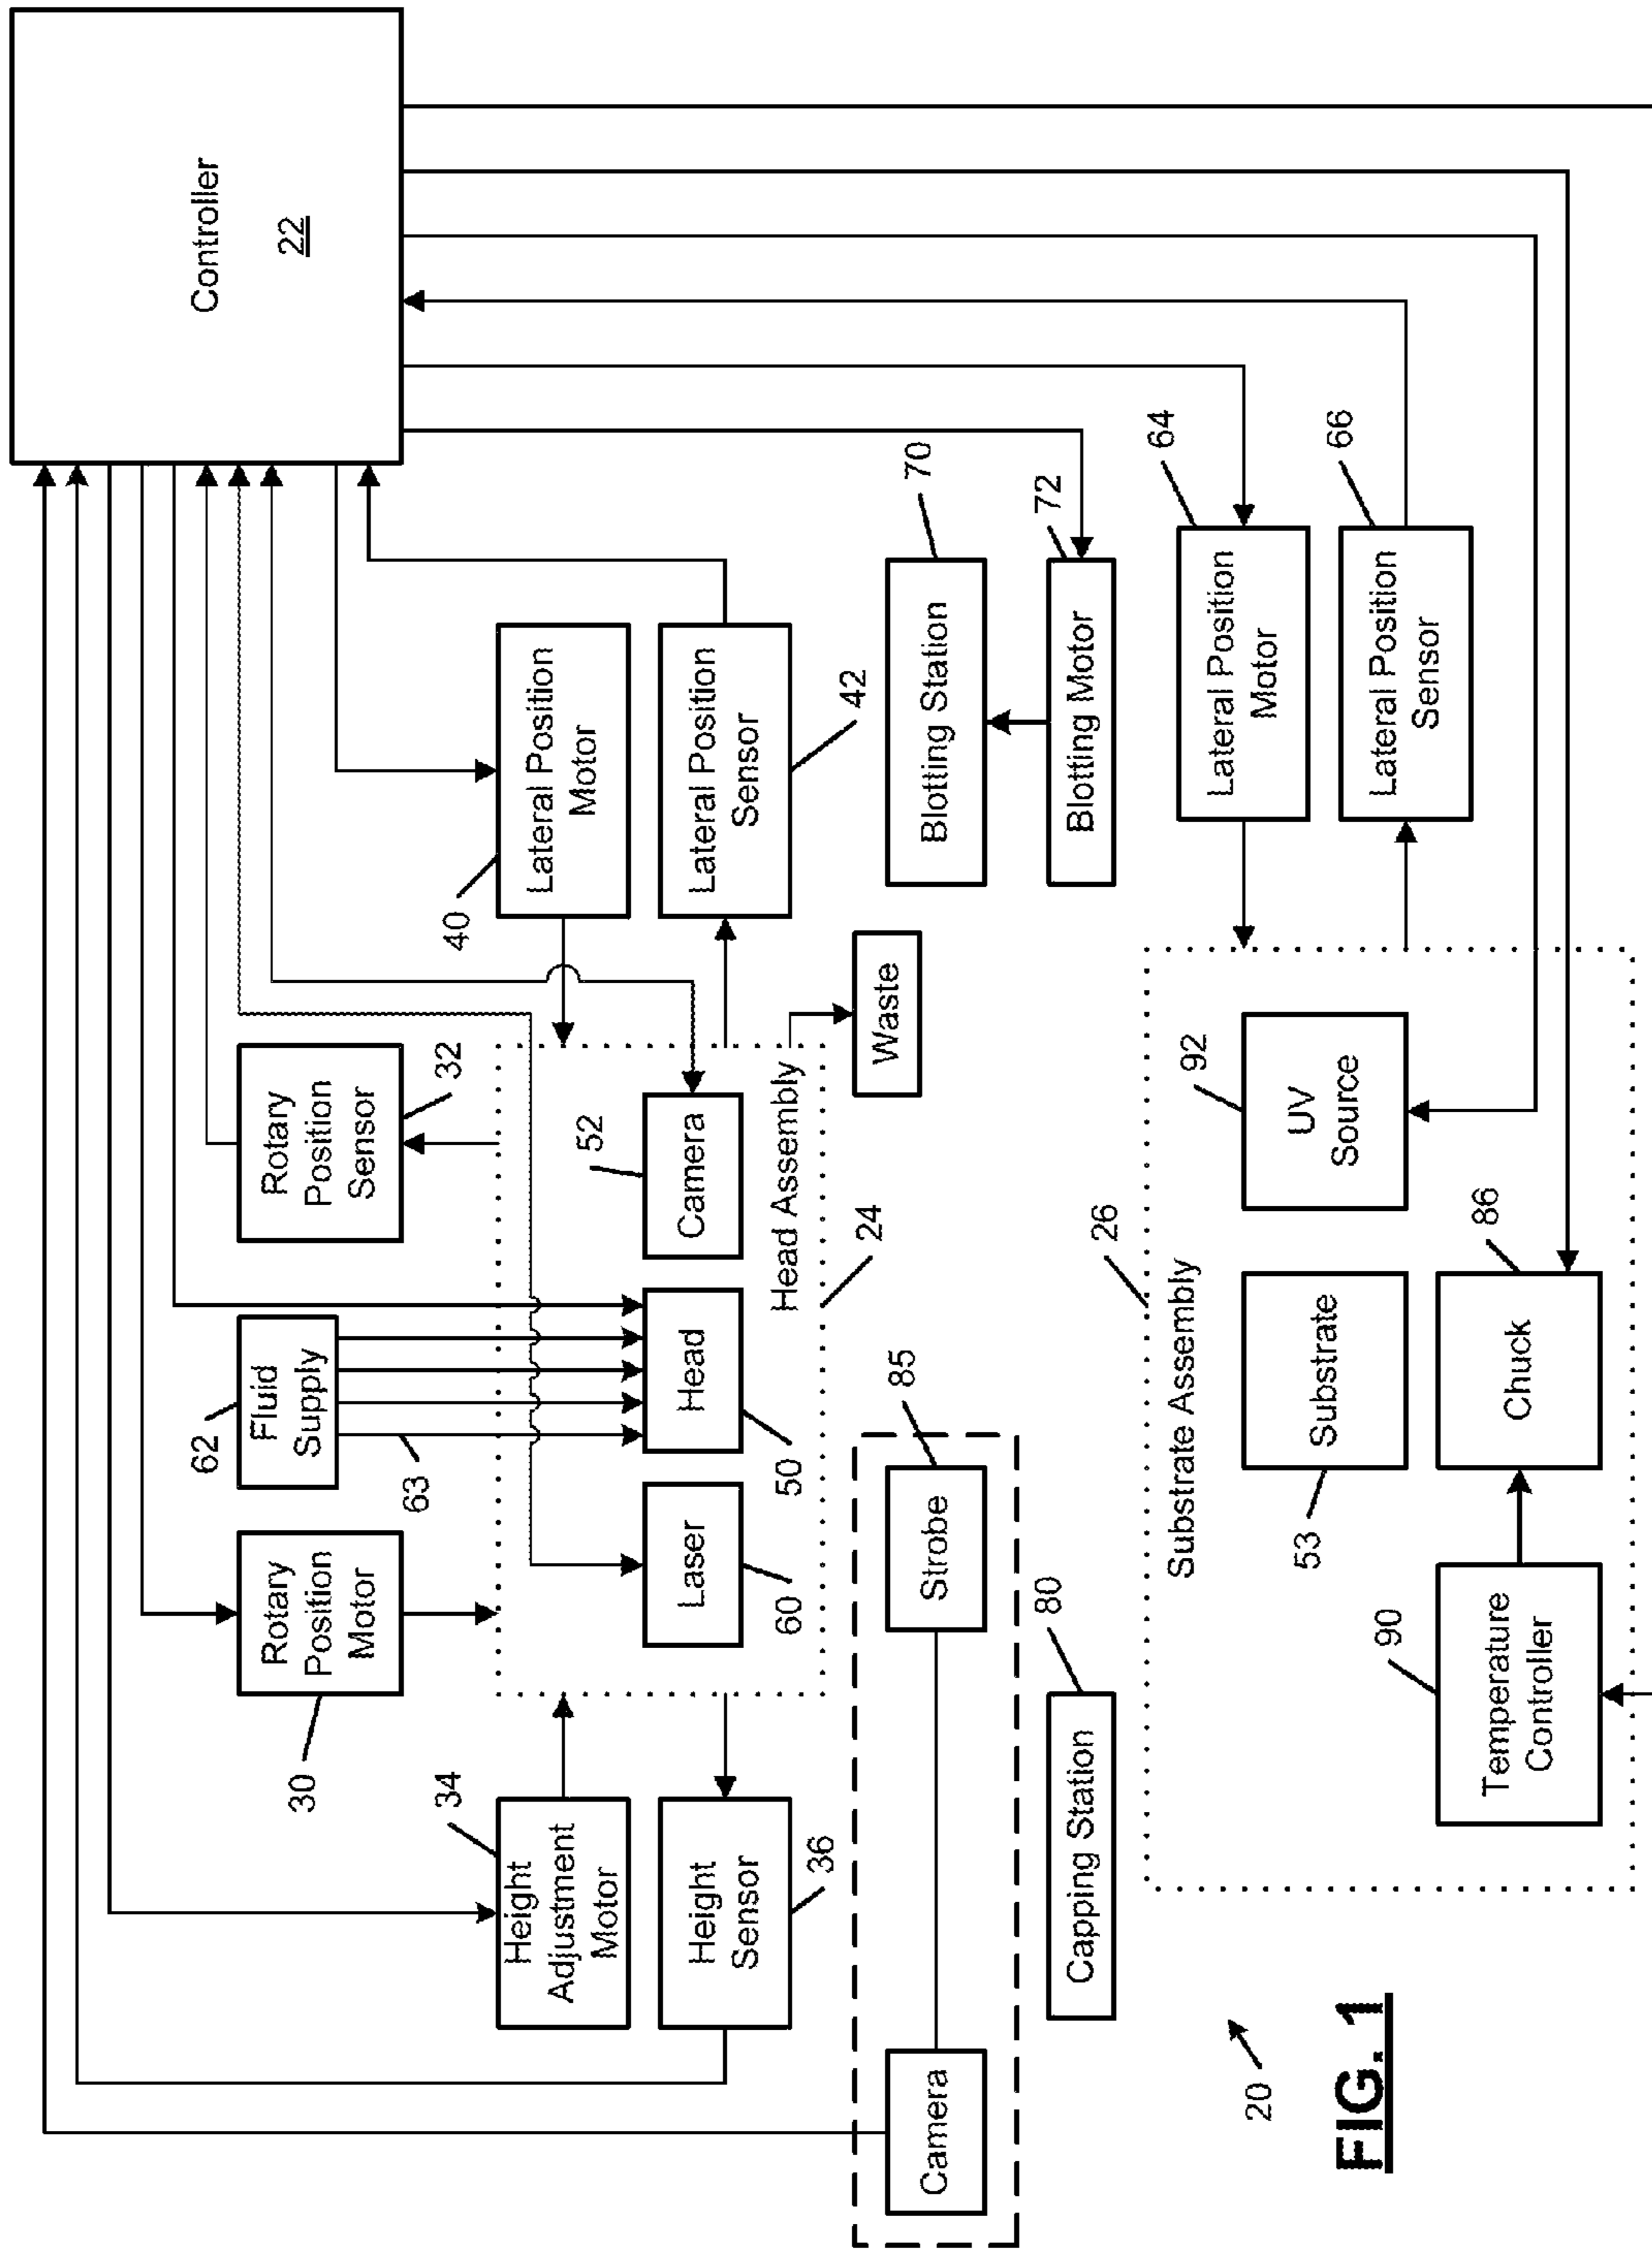 Controller
22
Rotary
Position
Motor
30
Fluid
Supply
62
63
Rotary
Position
Sensor
32
Height
Adjustment
Motor
34
Height
Sensor
36
Laser
60
Head
50
Camera
52
Head Assembly
24
Lateral Position
Motor
40
Lateral Position
Sensor
42
Waste
Camera
Strobe
85
Blotting Station
70
Capping Station
80
Blotting Motor
72
Substrate Assembly
26
Substrate
53
UV
Source
92
Temperature
Controller
90
Chuck
86
Lateral Position
Motor
64
Lateral Position
Sensor
66
20
FIG. 1